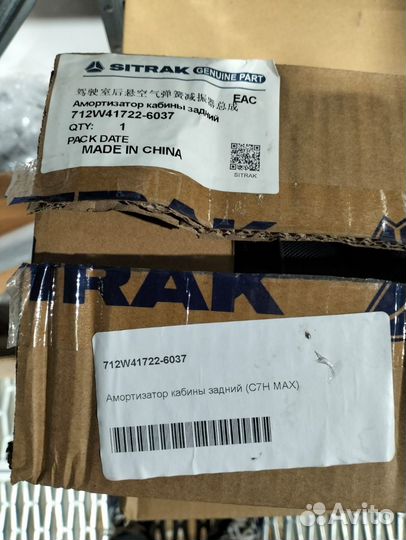 SITRAK GENUINE PART
驾驶室后悬空气弹簧减振器总成
EAC
Амортизатор кабины задний
712W41722-6037
QTY: 1
PACK DATE
MADE IN CHINA
SITRAK
SITRAK
TRAK
712W41722-6037
Амортизатор кабины задний (C7H MAX)
Avito